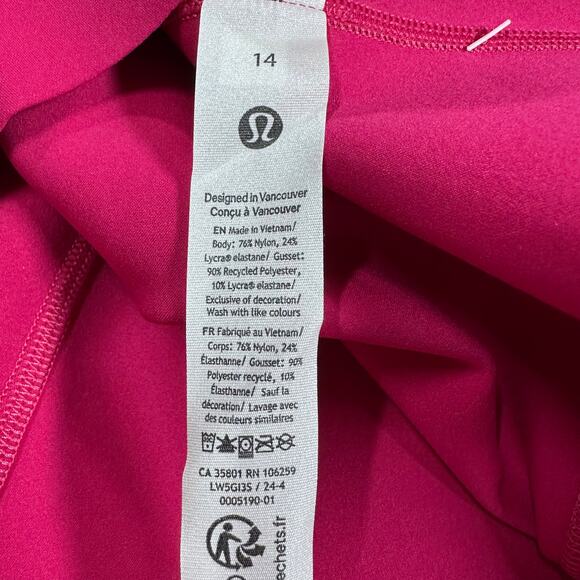 14
Designed in Vancouver
Conçu à Vancouver
EN Made in Vietnam/
Body: 76% Nylon, 24%
Lycra® elastane/ Gusset:
90% Recycled Polyester,
10% Lycra® elastane/
Exclusive of decoration/
Wash with like colours
FR Fabriqué au Vietnam/
Corps: 76% Nylon, 24%
Élasthanne/ Gousset: 90%
Polyester recyclé, 10%
Élasthanne/ Sauf la
décoration/ Lavage avec
des couleurs similaires
CA 35801 RN 106259
LW5GI3S / 24-4
0005190-01
echets.fr